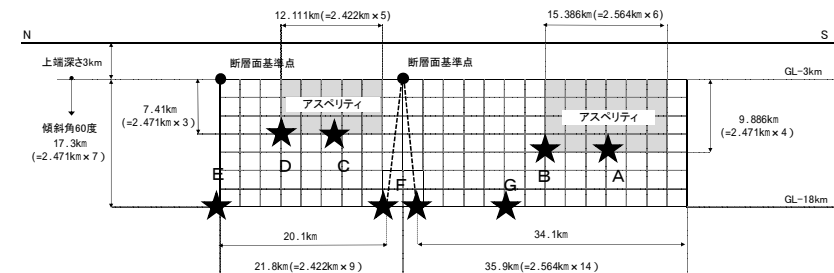 12.111km(=2.422km×5)
15.386km(=2.564km×6)
N
S
上端深さ3km
断層面基準点
断層面基準点
GL-3km
7.41km
(=2.471km×3)
アスペリティ
アスペリティ
9.886km
(=2.471km×4)
傾斜角60度
17.3km
(=2.471km×7)
E
D
C
F
G
B
A
GL-18km
20.1km
34.1km
21.8km(=2.422km×9)
35.9km(=2.564km×14)